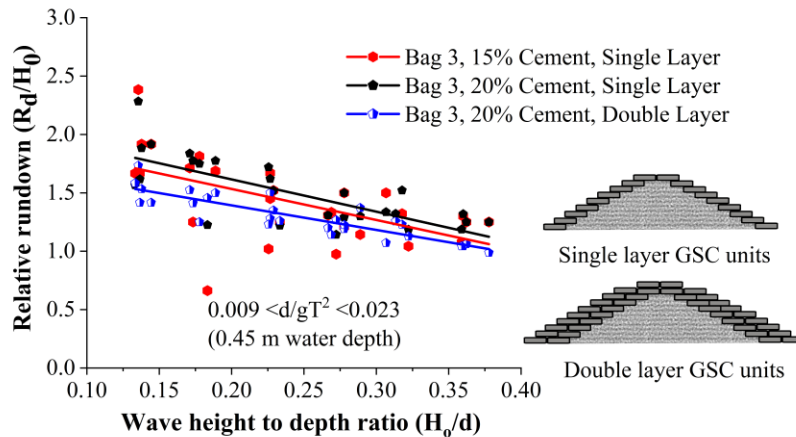 3.0
2.5
2.0
1.5
1.0
0.5
0.0
Relative rundown (R_d/H_0)
Bag 3, 15% Cement, Single Layer
Bag 3, 20% Cement, Single Layer
Bag 3, 20% Cement, Double Layer
0.009 <d/gT² <0.023
(0.45 m water depth)
Single layer GSC units
Double layer GSC units
0.10 0.15 0.20 0.25 0.30 0.35 0.40
Wave height to depth ratio (H_o/d)